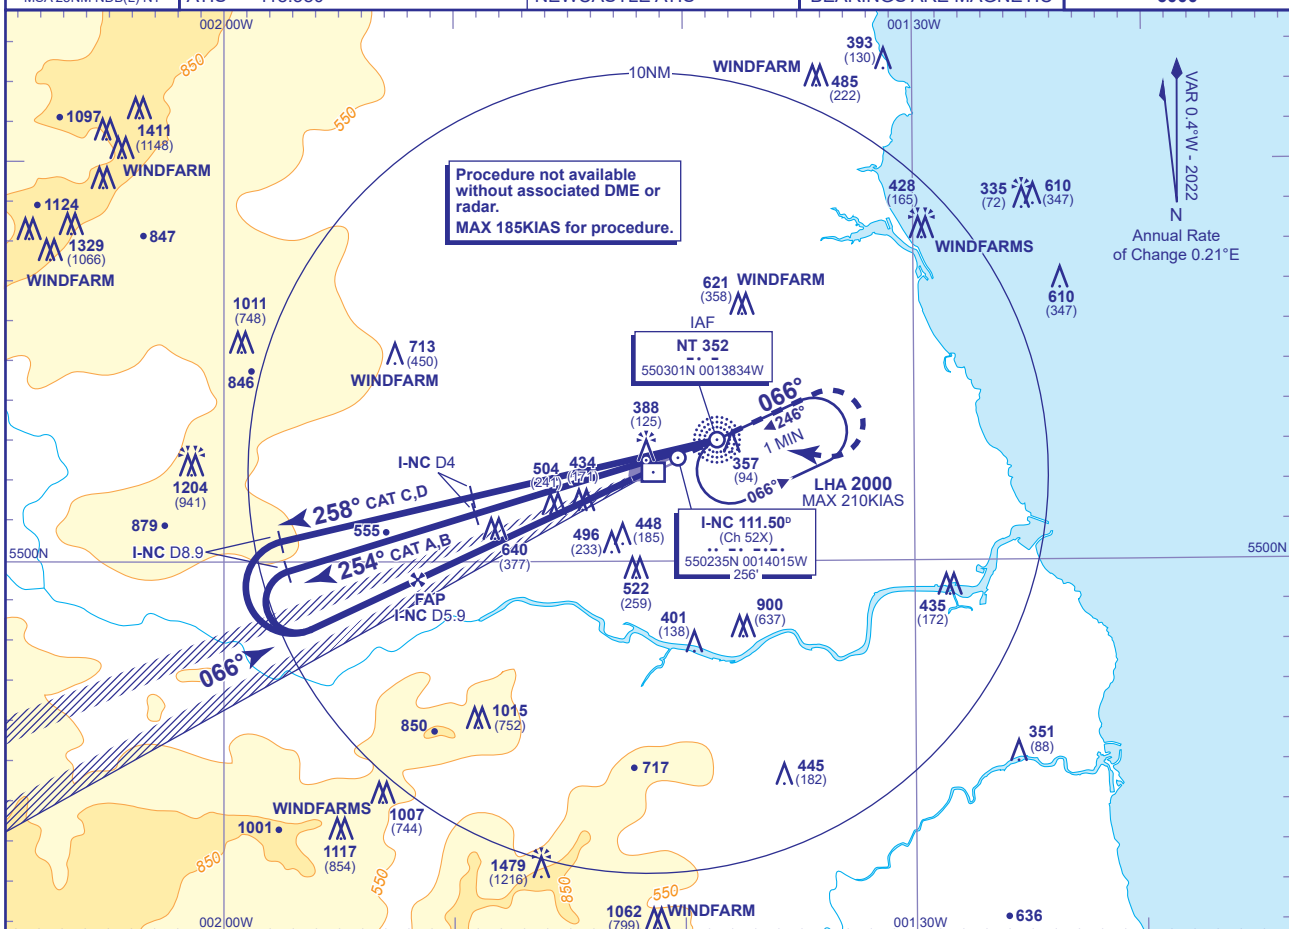 002°00'W
001°30'W
10NM
393
(130)
WINDFARM
485
(222)
850
550
1097
1411
(1148)
WINDFARM
VAR 0.4°W - 2022
N
Annual Rate
of Change 0.21°E
Procedure not available
without associated DME or
radar.
MAX 185KIAS for procedure.
428
(165)
335
(72)
610
(347)
WINDFARMS
1124
847
1329
(1066)
WINDFARM
610
(347)
621
(358)
WINDFARM
1011
(748)
846
713
(450)
WINDFARM
IAF
NT 352
550301N 0013834W
388
(125)
066°
246°
1 MIN
066°
357
(94)
LHA 2000
MAX 210KIAS
I-NC D4
504
(241)
434
(171)
1204
(941)
258° CAT C,D
879
555
I-NC D8.9
254° CAT A,B
640
(377)
496
(233)
448
(185)
I-NC 111.50D
(Ch 52X)
550235N 0014015W
256'
5500N
5500N
522
(259)
FAP
I-NC D5.9
435
(172)
401
(138)
900
(637)
066°
850
1015
(752)
351
(88)
717
445
(182)
WINDFARMS
1007
(744)
1001
1117
(854)
850
550
1479
(1216)
850
550
1062
(799)
WINDFARM
636
002°00'W
001°30'W